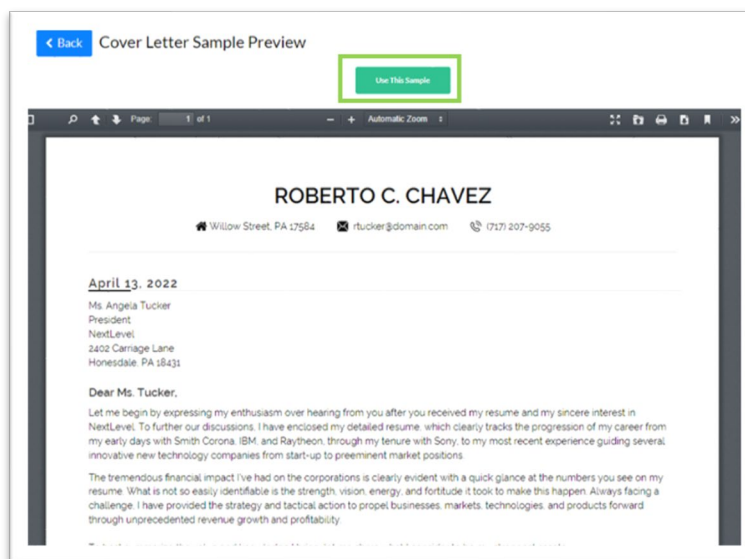 Back Cover Letter Sample Preview
Use This Sample
Page: 1 of 1 Automatic Zoom
ROBERTO C. CHAVEZ
Willow Street, PA 17584 rtucker@domain.com (717) 207-9055
April 13, 2022
Ms. Angela Tucker
President
NextLevel
2402 Carriage Lane
Honesdale, PA 18431
Dear Ms. Tucker,
Let me begin by expressing my enthusiasm over hearing from you after you received my resume and my sincere interest in
NextLevel. To further our discussions, I have enclosed my detailed resume, which clearly tracks the progression of my career from
my early days with Smith Corona, IBM, and Raytheon, through my tenure with Sony, to my most recent experience guiding several
innovative new technology companies from start-up to preeminent market positions.
The tremendous financial impact I've had on the corporations is clearly evident with a quick glance at the numbers you see on my
resume. What is not so easily identifiable is the strength, vision, energy, and fortitude it took to make this happen. Always facing a
challenge, I have provided the strategy and tactical action to propel businesses, markets, technologies, and products forward
through unprecedented revenue growth and profitability.